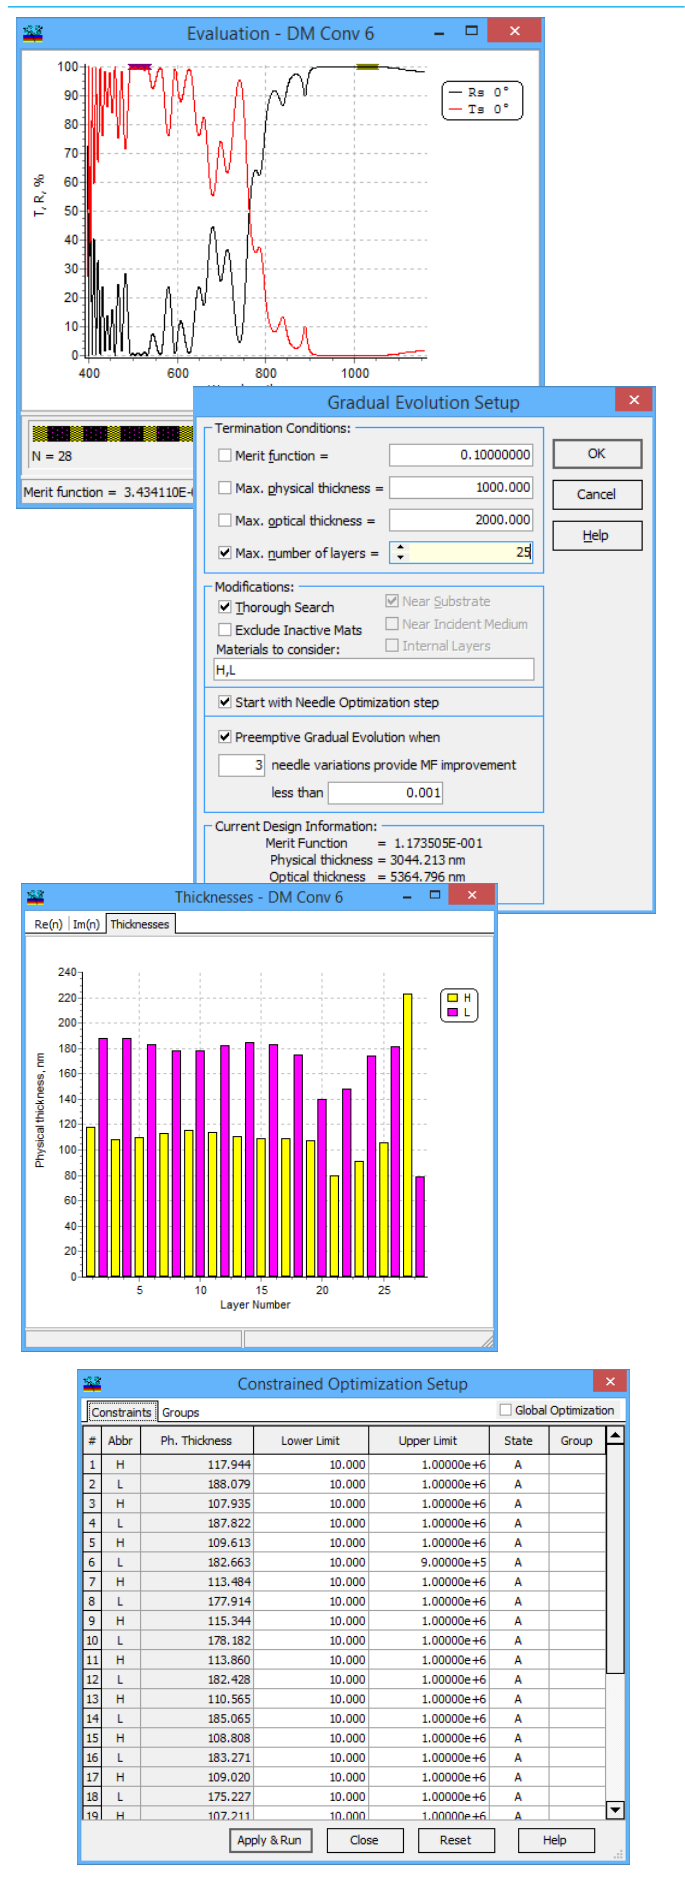 Evaluation - DM Conv 6
100
90
80
70
60
50
40
30
20
10
0
T, R, %
400 600 800 1000
Rs 0°
Ts 0°
N = 28
Merit function = 3.434110E-
Gradual Evolution Setup
Termination Conditions:
Merit function = 0.10000000
Max. physical thickness = 1000.000
Max. optical thickness = 2000.000
Max. number of layers = 25
OK
Cancel
Help
Modifications:
Thorough Search
Exclude Inactive Mats
Near Substrate
Near Incident Medium
Internal Layers
Materials to consider:
H,L
Start with Needle Optimization step
Preemptive Gradual Evolution when
3 needle variations provide MF improvement
less than 0.001
Current Design Information:
Merit Function = 1.173505E-001
Physical thickness = 3044.213 nm
Optical thickness = 5364.796 nm
Thicknesses - DM Conv 6
Re(n) Im(n) Thicknesses
240
220
200
180
160
140
120
100
80
60
40
20
0
Physical thickness, nm
5 10 15 20 25
Layer Number
H
L
Constrained Optimization Setup
Constraints Groups Global Optimization
# Abbr Ph. Thickness Lower Limit Upper Limit State Group
1 H 117.944 10.000 1.00000e+6 A
2 L 188.079 10.000 1.00000e+6 A
3 H 107.935 10.000 1.00000e+6 A
4 L 187.822 10.000 1.00000e+6 A
5 H 109.613 10.000 1.00000e+6 A
6 L 182.663 10.000 9.00000e+5 A
7 H 113.484 10.000 1.00000e+6 A
8 L 177.914 10.000 1.00000e+6 A
9 H 115.344 10.000 1.00000e+6 A
10 L 178.182 10.000 1.00000e+6 A
11 H 113.860 10.000 1.00000e+6 A
12 L 182.428 10.000 1.00000e+6 A
13 H 110.565 10.000 1.00000e+6 A
14 L 185.065 10.000 1.00000e+6 A
15 H 108.808 10.000 1.00000e+6 A
16 L 183.271 10.000 1.00000e+6 A
17 H 109.020 10.000 1.00000e+6 A
18 L 175.227 10.000 1.00000e+6 A
19 H 107.211 10.000 1.00000e+6 A
Apply & Run Close Reset Help